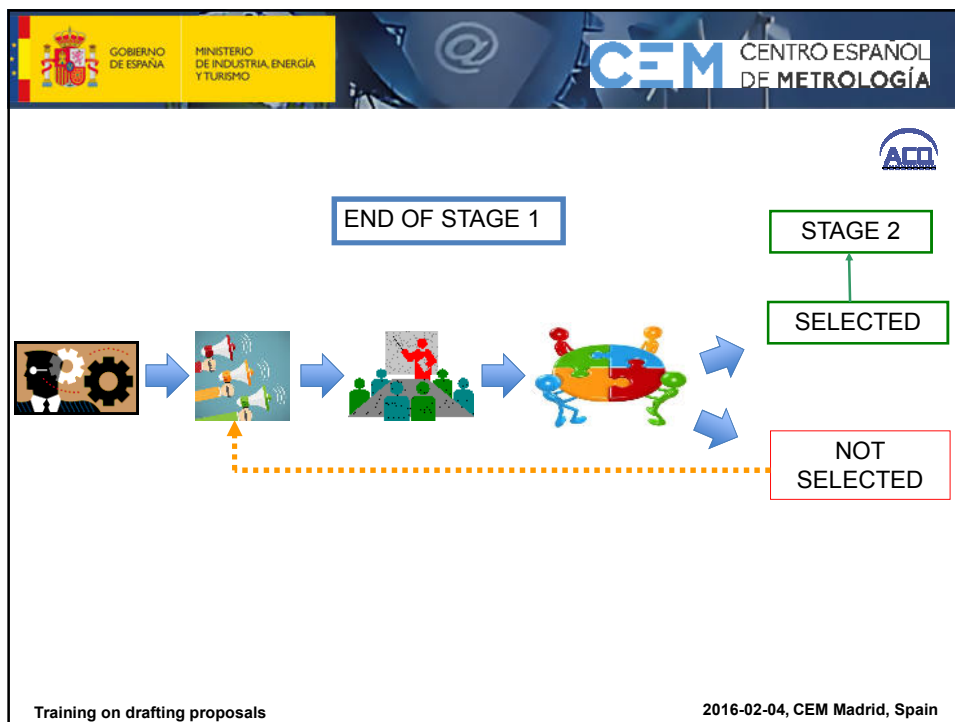 GOBIERNO
DE ESPAÑA
MINISTERIO
DE INDUSTRIA, ENERGÍA
Y TURISMO
@
CEM
CENTRO ESPAÑOL
DE METROLOGÍA
ACQ
END OF STAGE 1
STAGE 2
SELECTED
NOT
SELECTED
Training on drafting proposals
2016-02-04, CEM Madrid, Spain